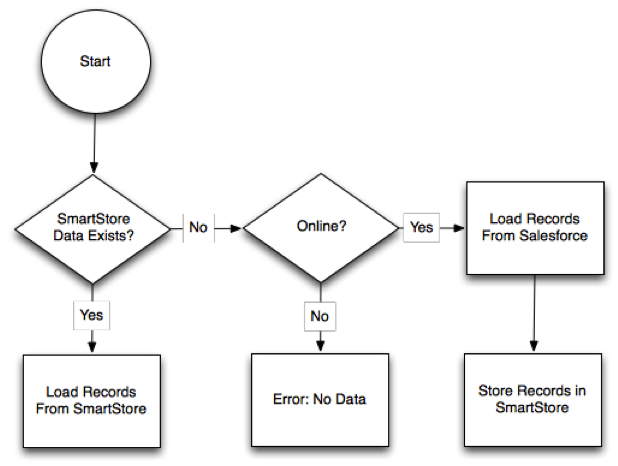 Start
SmartStore
Data Exists?
No
Online?
Yes
Load Records
From Salesforce
Yes
No
Load Records
From SmartStore
Error: No Data
Store Records in
SmartStore